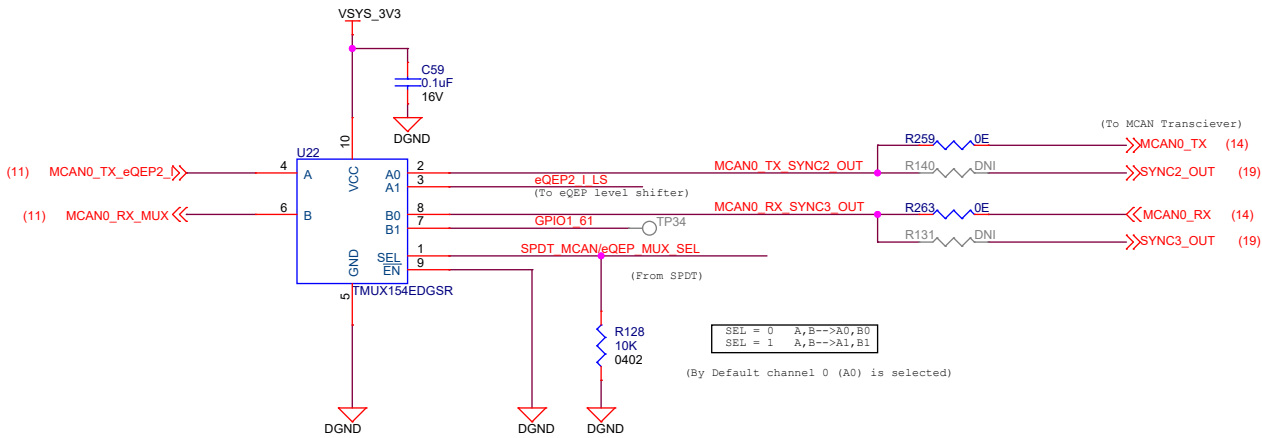 VSYS_3V3
C59
0.1uF
16V
DGND
(To MCAN Transciever)
U22
10
VCC
(11) MCAN0_TX_eQEP2_I
4
A
A0
2
MCAN0_TX_SYNC2_OUT
R259
0E
MCAN0_TX (14)
A1
3
eQEP2_I_LS
(To eQEP level shifter)
R140
DNI
SYNC2_OUT (19)
(11) MCAN0_RX_MUX
6
B
B0
8
MCAN0_RX_SYNC3_OUT
R263
0E
MCAN0_RX (14)
B1
7
GPIO1_61
TP34
R131
DNI
SYNC3_OUT (19)
SEL
1
SPDT_MCAN/eQEP_MUX_SEL
(From SPDT)
EN
9
GND
5
TMUX154EDGSR
R128
10K
0402
SEL = 0 A,B-->A0,B0
SEL = 1 A,B-->A1,B1
(By Default channel 0 (A0) is selected)
DGND
DGND
DGND